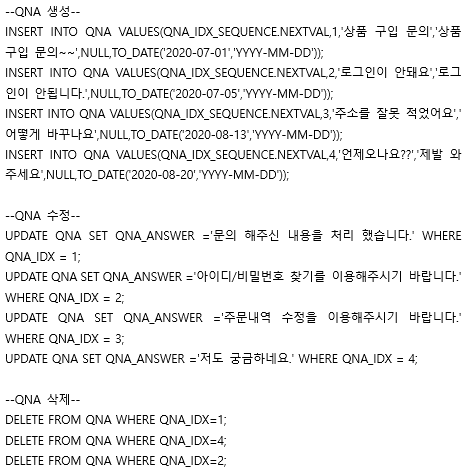 --QNA 생성--
INSERT INTO QNA VALUES(QNA_IDX_SEQUENCE.NEXTVAL,1,'상품 구입 문의','상품
구입 문의~~',NULL,TO_DATE('2020-07-01','YYYY-MM-DD'));
INSERT INTO QNA VALUES(QNA_IDX_SEQUENCE.NEXTVAL,2,'로그인이 안돼요','로그
인이 안됩니다.',NULL,TO_DATE('2020-07-05','YYYY-MM-DD'));
INSERT INTO QNA VALUES(QNA_IDX_SEQUENCE.NEXTVAL,3,'주소를 잘못 적었어요','
어떻게 바꾸나요',NULL,TO_DATE('2020-08-13','YYYY-MM-DD'));
INSERT INTO QNA VALUES(QNA_IDX_SEQUENCE.NEXTVAL,4,'언제오나요??','제발 와
주세요',NULL,TO_DATE('2020-08-20','YYYY-MM-DD'));
--QNA 수정--
UPDATE QNA SET QNA_ANSWER ='문의 해주신 내용을 처리 했습니다.' WHERE
QNA_IDX = 1;
UPDATE QNA SET QNA_ANSWER ='아이디/비밀번호 찾기를 이용해주시기 바랍니다.'
WHERE QNA_IDX = 2;
UPDATE QNA SET QNA_ANSWER ='주문내역 수정을 이용해주시기 바랍니다.'
WHERE QNA_IDX = 3;
UPDATE QNA SET QNA_ANSWER ='저도 궁금하네요.' WHERE QNA_IDX = 4;
--QNA 삭제--
DELETE FROM QNA WHERE QNA_IDX=1;
DELETE FROM QNA WHERE QNA_IDX=4;
DELETE FROM QNA WHERE QNA_IDX=2;